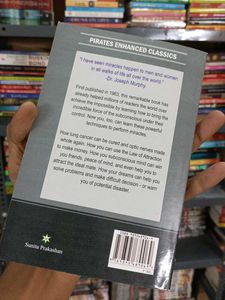 PIRATES ENHANCED CLASSICS
"I have seen miracles happen to men and women
in all walks of life all over the world."
-Dr. Joseph Murphy.
First published in 1963, this remarkable book has
already helped millions of readers the world over
achieve the impossible by learning how to bring the
incredible force of the subconscious under their
control. Now you, too, can learn these powerful
techniques to perform miracles.
How lung cancer can be cured and optic nerves made
whole again. How you can use the Law of Attraction
to make money. How you subconscious mind can win
you friends, peace of mind, and even help you to
attract the ideal mate. How your dreams can help you
solve problems and make difficult decision - or warn
you of potential disaster.
Sunita Prakashan